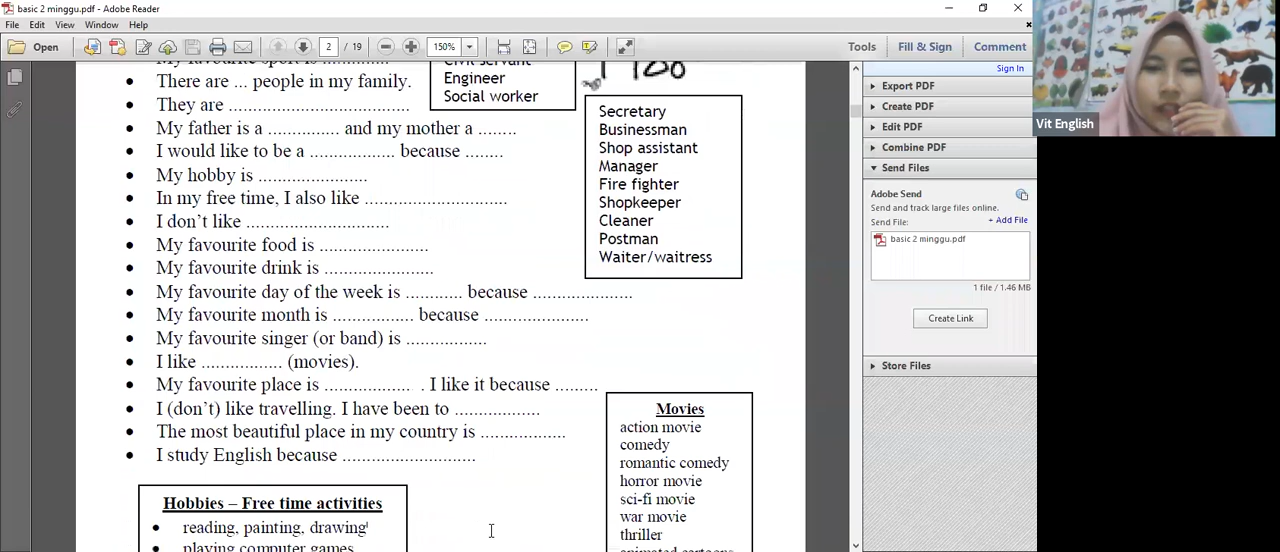 basic 2 minggu.pdf - Adobe Reader
File Edit View Window Help
Open 2 / 19 150% Tools Fill & Sign Comment
There are ... people in my family.
They are ......................
My father is a ............... and my mother a ........
I would like to be a .................. because ........
My hobby is ......................
In my free time, I also like .............................
I don't like .............................
My favourite food is ......................
My favourite drink is ......................
My favourite day of the week is ........... because ....................
My favourite month is ................ because .....................
My favourite singer (or band) is ................
I like ................ (movies).
My favourite place is ................. . I like it because .........
I (don't) like travelling. I have been to .................
The most beautiful place in my country is .................
I study English because ..........................
Engineer
Social worker
Secretary
Businessman
Shop assistant
Manager
Fire fighter
Shopkeeper
Cleaner
Postman
Waiter/waitress
Movies
action movie
comedy
romantic comedy
horror movie
sci-fi movie
war movie
thriller
Hobbies – Free time activities
reading, painting, drawing
playing computer games
Sign In
Export PDF
Create PDF
Edit PDF
Combine PDF
Send Files
Adobe Send
Send and track large files online.
Send File:
+ Add File
basic 2 minggu.pdf
1 file / 1.46 MB
Create Link
Store Files
Vit English